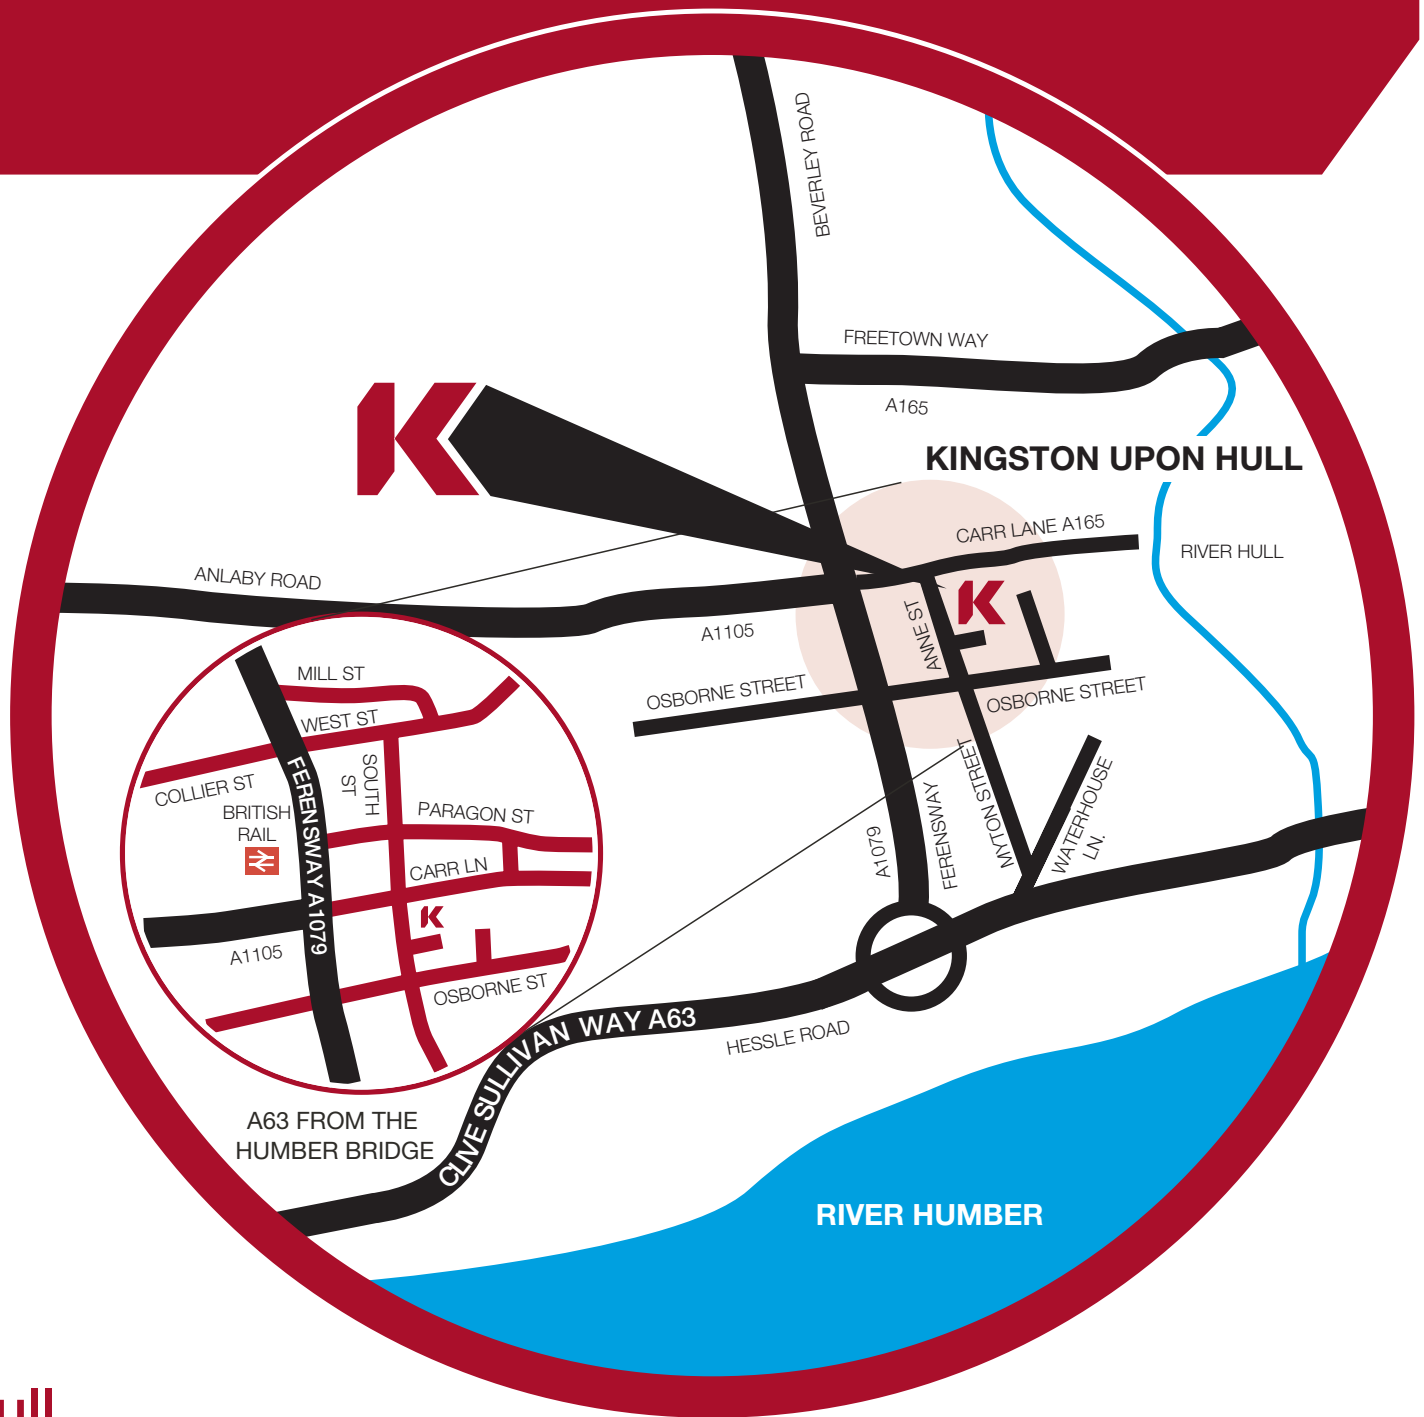 BEVERLEY ROAD
FREETOWN WAY
A165
KINGSTON UPON HULL
K
CARR LANE A165
RIVER HULL
ANLABY ROAD
A1105
K
ANNE ST
OSBORNE STREET
OSBORNE STREET
MYTON STREET
WATERHOUSE
LN.
A1079
FERENSWAY
MILL ST
WEST ST
COLLIER ST
SOUTH
ST
BRITISH
RAIL
FERENSWAY A1079
PARAGON ST
CARR LN
K
A1105
OSBORNE ST
CLIVE SULLIVAN WAY A63
HESSLE ROAD
A63 FROM THE
HUMBER BRIDGE
RIVER HUMBER